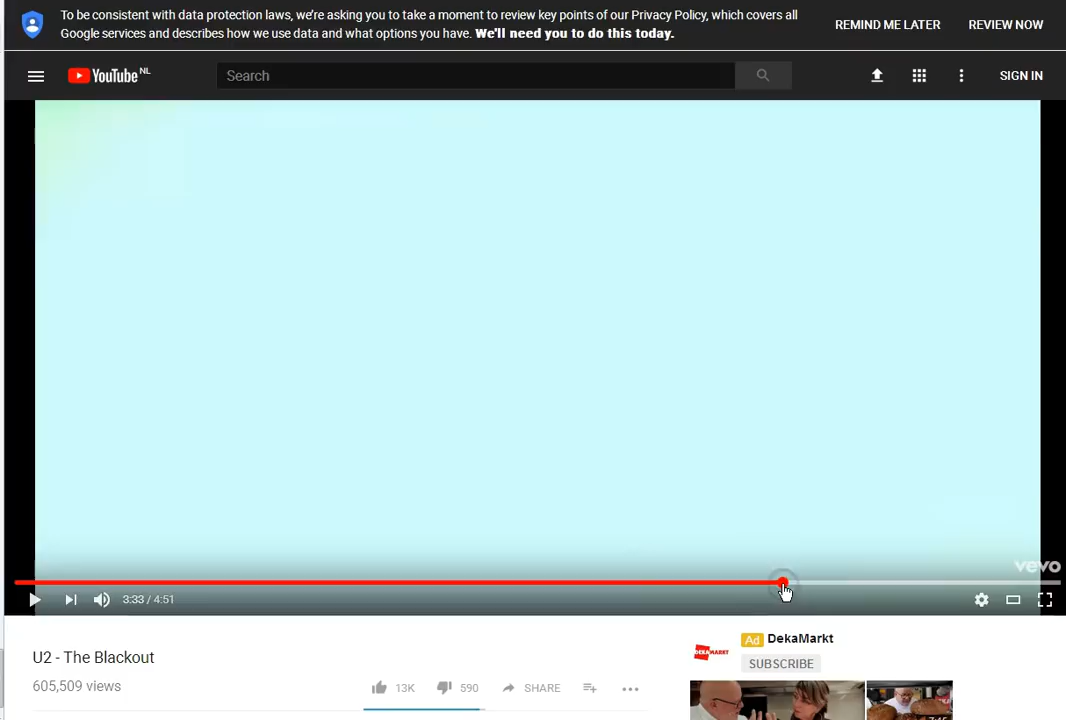 To be consistent with data protection laws, we're asking you to take a moment to review key points of our Privacy Policy, which covers all
Google services and describes how we use data and what options you have. We'll need you to do this today.
REMIND ME LATER
REVIEW NOW
YouTube NL
Search
SIGN IN
vevo
3:33 / 4:51
U2 - The Blackout
605,509 views
13K
590
SHARE
DEKAMARKT
Ad DekaMarkt
SUBSCRIBE